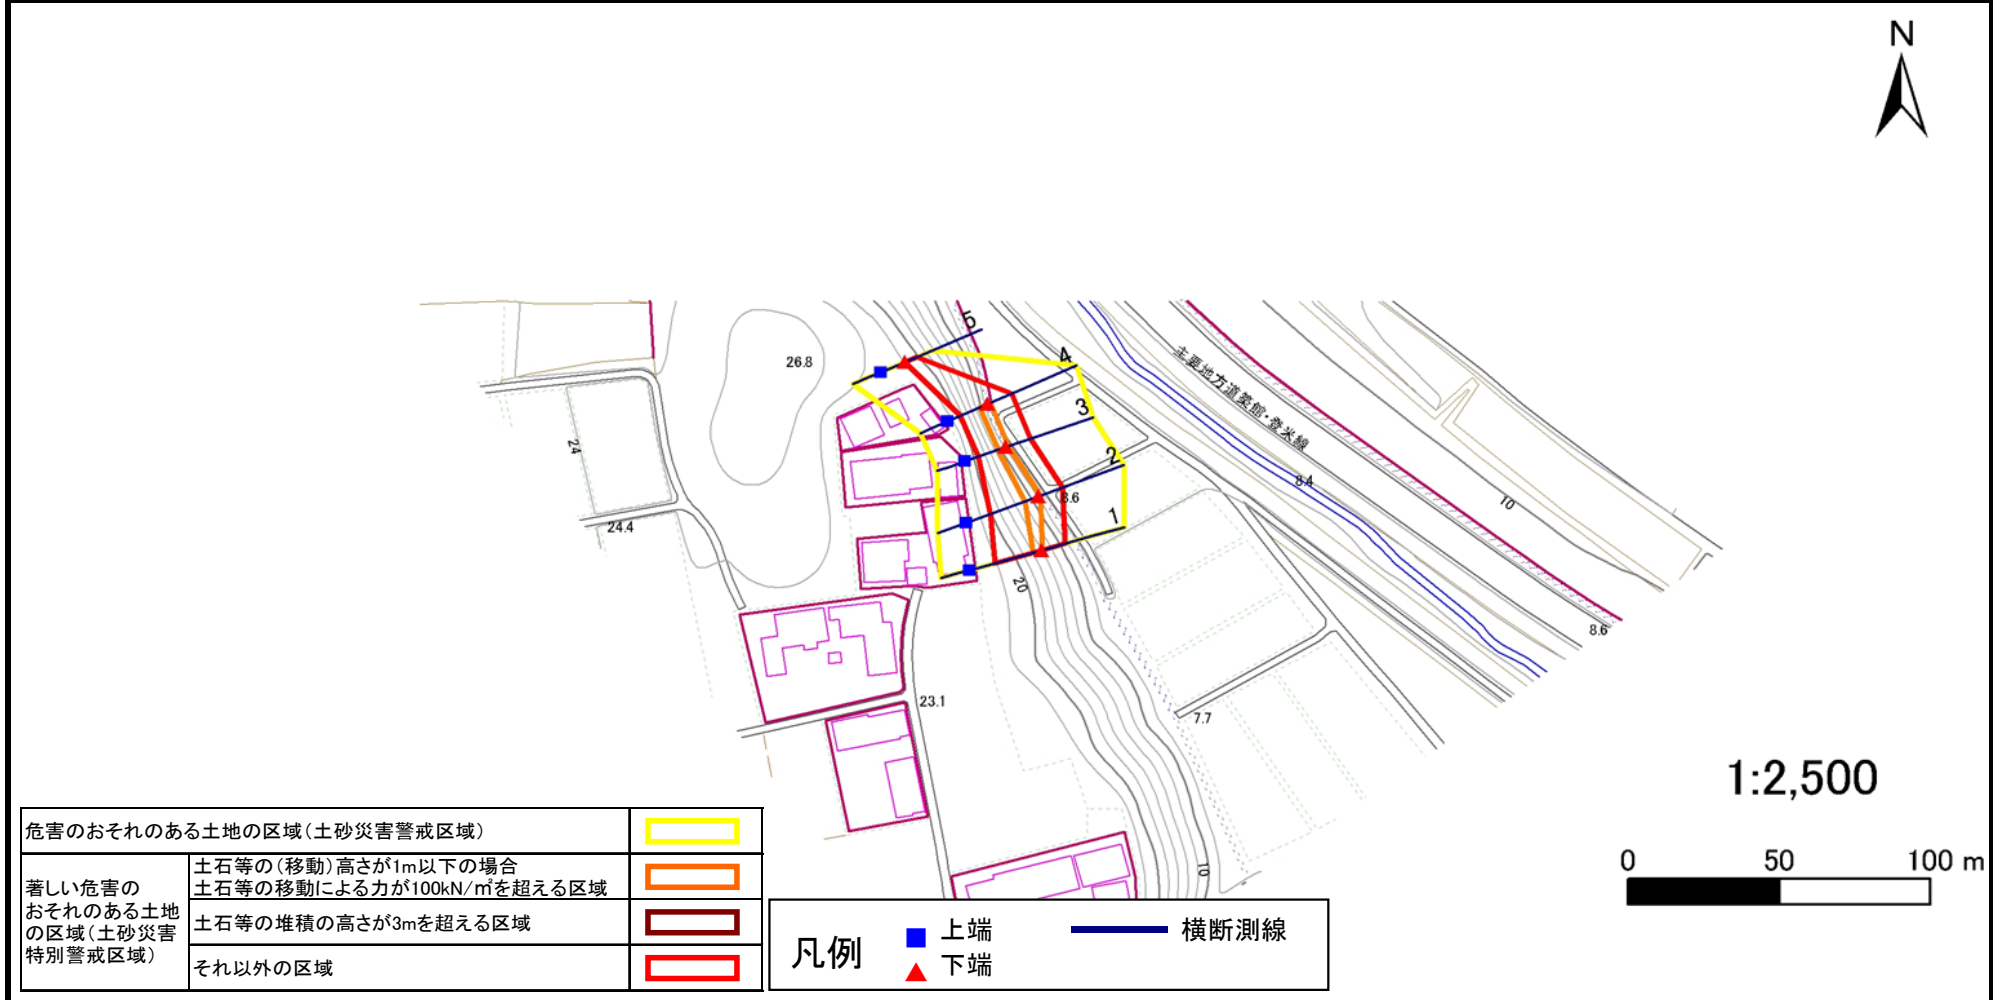 N
5
26.8
4
主要地方道築館・登米線
3
24
2
8.4
8.6
10
24.4
1
20
8.6
23.1
7.7
1:2,500
10
0 50 100 m
危害のおそれのある土地の区域(土砂災害警戒区域)
著しい危害の
おそれのある土地
の区域(土砂災害
特別警戒区域)
土石等の(移動)高さが1m以下の場合
土石等の移動による力が100kN/㎡を超える区域
土石等の堆積の高さが3mを超える区域
それ以外の区域
凡例
上端
下端
横断測線